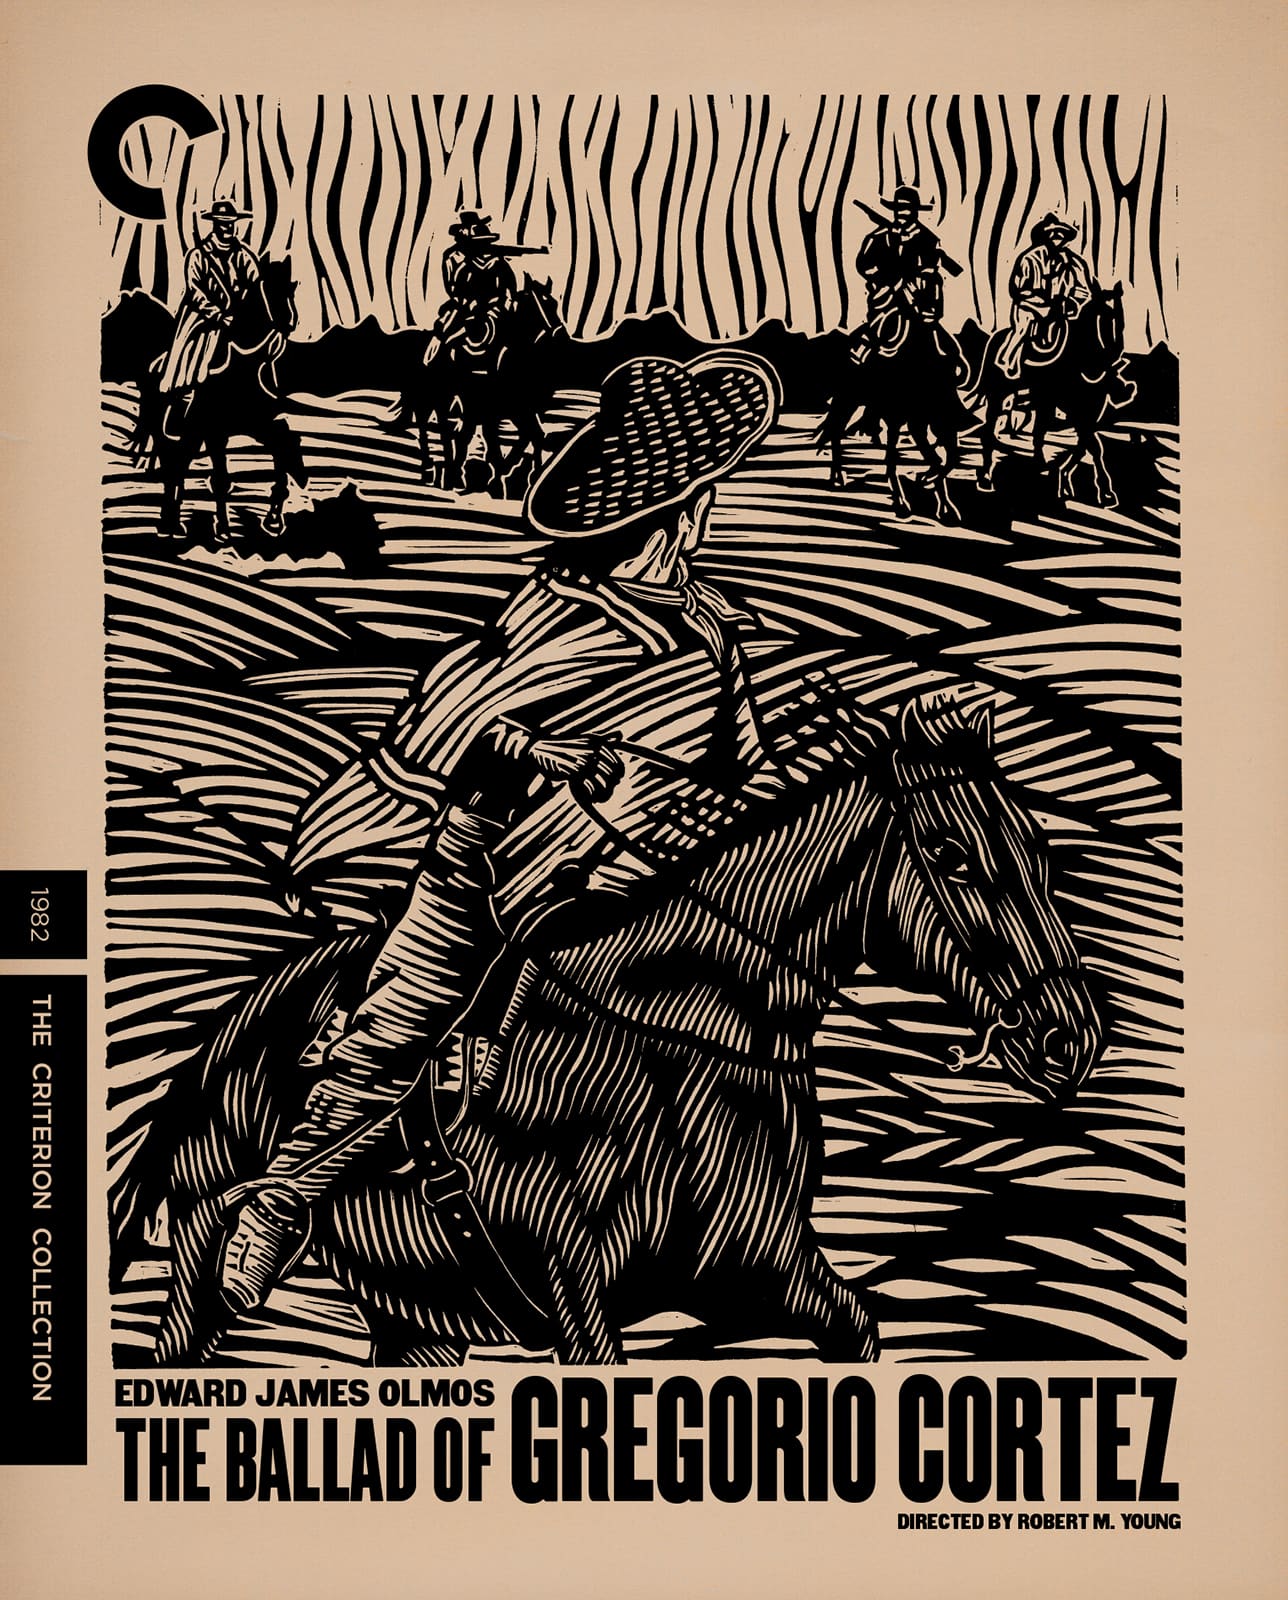 1982
THE CRITERION COLLECTION
EDWARD JAMES OLMOS
THE BALLAD OF GREGORIO CORTEZ
DIRECTED BY ROBERT M. YOUNG